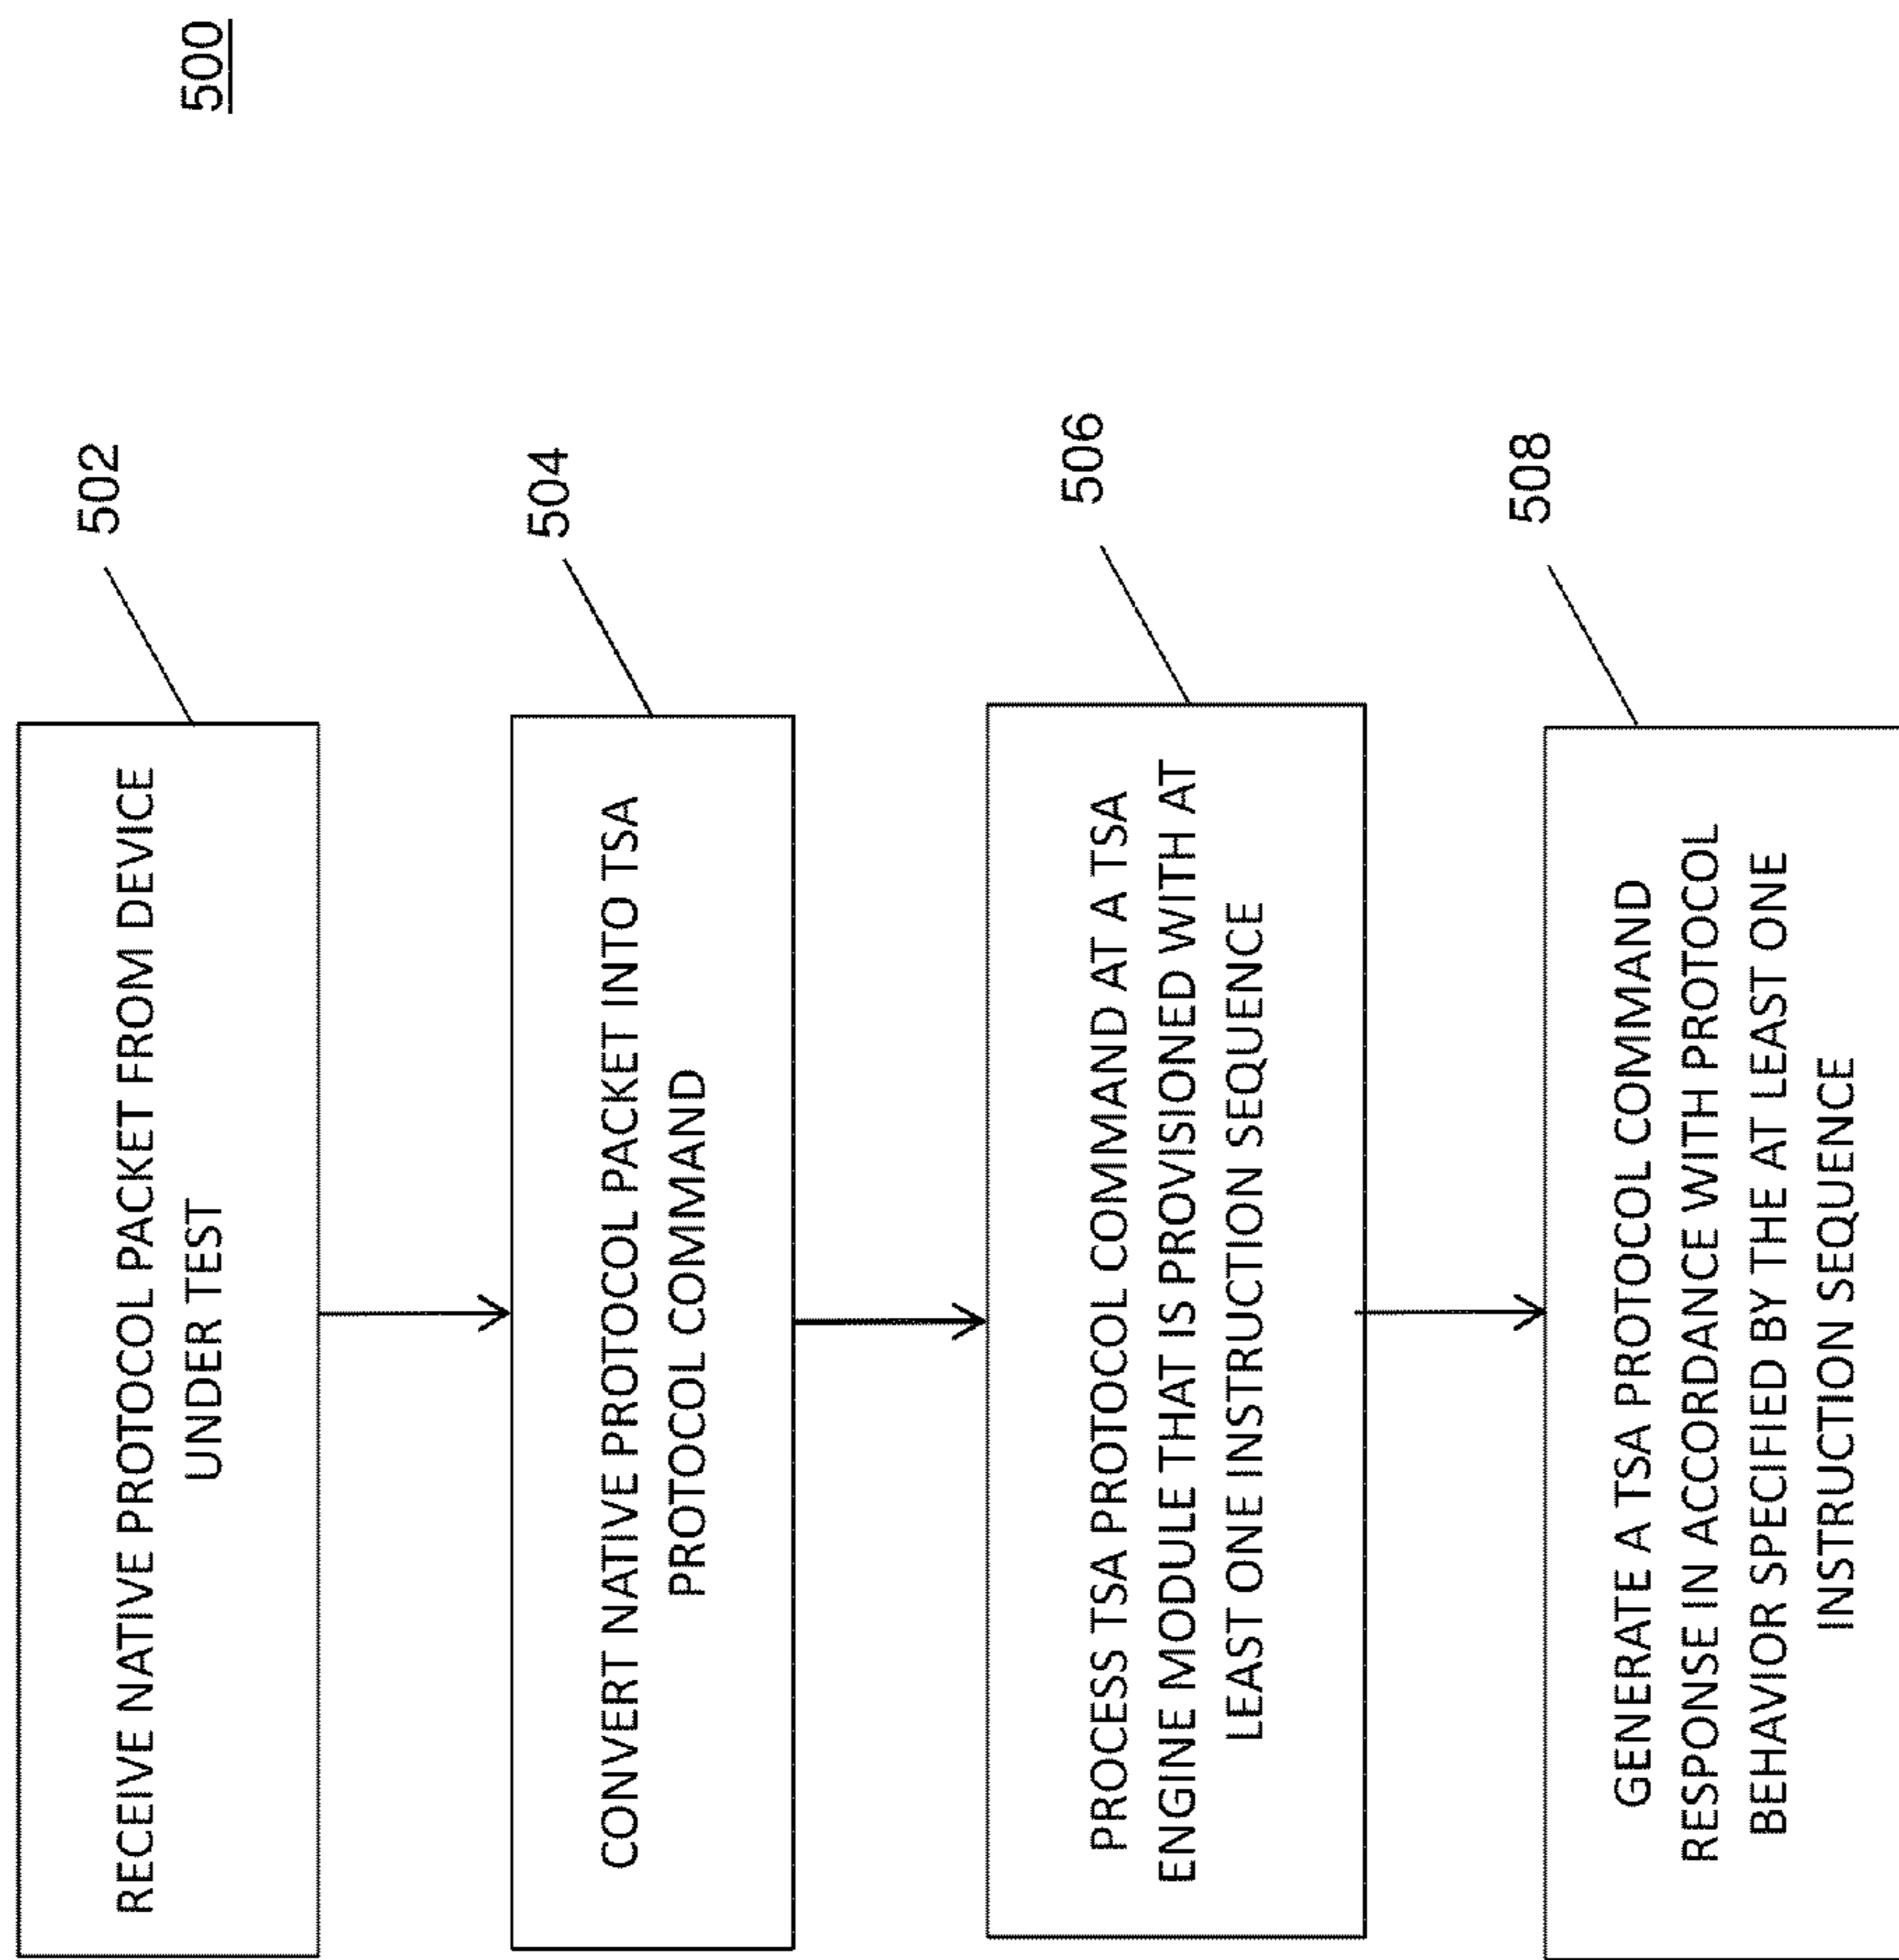 500
502
RECEIVE NATIVE PROTOCOL PACKET FROM DEVICE
UNDER TEST
504
CONVERT NATIVE PROTOCOL PACKET INTO TSA
PROTOCOL COMMAND
506
PROCESS TSA PROTOCOL COMMAND AT A TSA
ENGINE MODULE THAT IS PROVISIONED WITH AT
LEAST ONE INSTRUCTION SEQUENCE
508
GENERATE A TSA PROTOCOL COMMAND
RESPONSE IN ACCORDANCE WITH PROTOCOL
BEHAVIOR SPECIFIED BY THE AT LEAST ONE
INSTRUCTION SEQUENCE